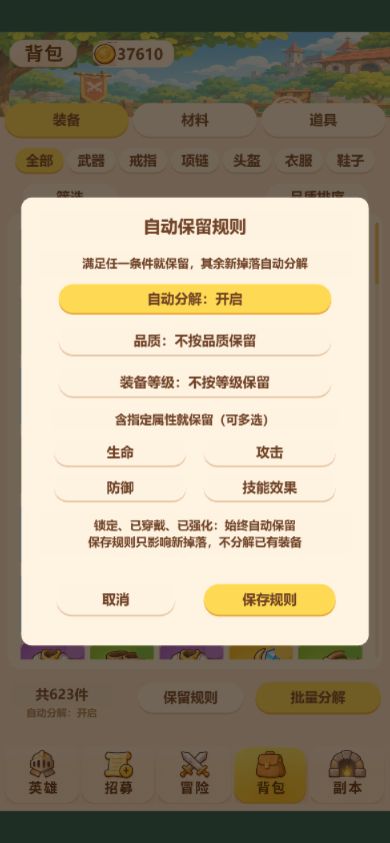 背包
37610
装备
材料
道具
全部
武器
戒指
项链
头盔
衣服
鞋子
自动保留规则
满足任一条件就保留，其余新掉落自动分解
自动分解：开启
品质：不按品质保留
装备等级：不按等级保留
含指定属性就保留（可多选）
生命
攻击
防御
技能效果
锁定、已穿戴、已强化：始终自动保留
保存规则只影响新掉落，不分解已有装备
取消
保存规则
共623件
自动分解：开启
保留规则
批量分解
英雄
招募
冒险
背包
副本